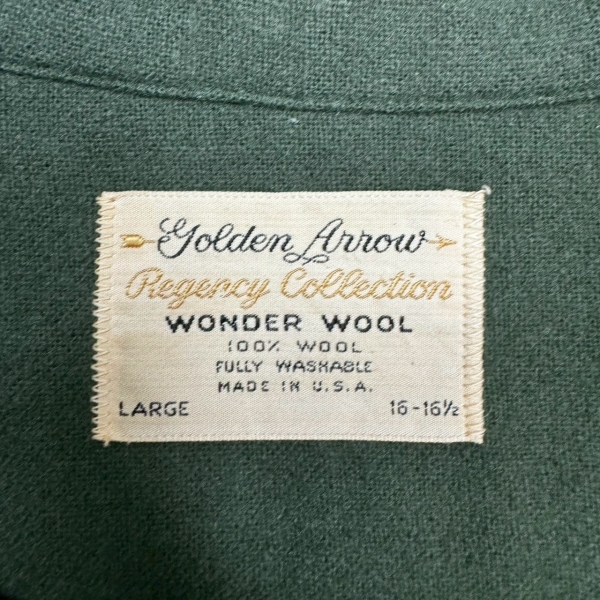 Golden Arrow
Regency Collection
WONDER WOOL
100% WOOL
FULLY WASHABLE
MADE IN U.S.A.
LARGE 16-16½